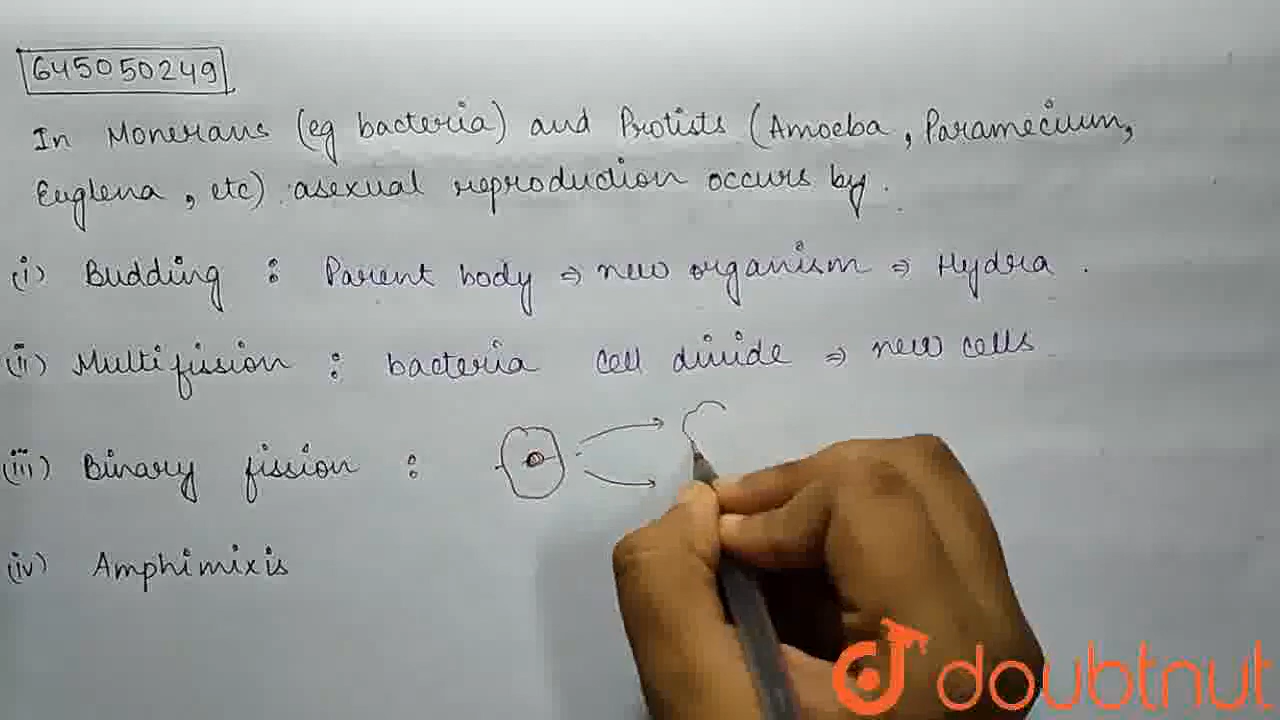 645050249
In Monerans (eg bacteria) and Protists (Amoeba, Paramecium,
Euglena, etc) asexual reproduction occurs by.
(i) Budding : Parent body ⇒ new organism ⇒ Hydra.
(ii) Multifission : bacteria cell divide ⇒ new cells
(iii) Binary fission :
(iv) Amphimixis
doubtnut